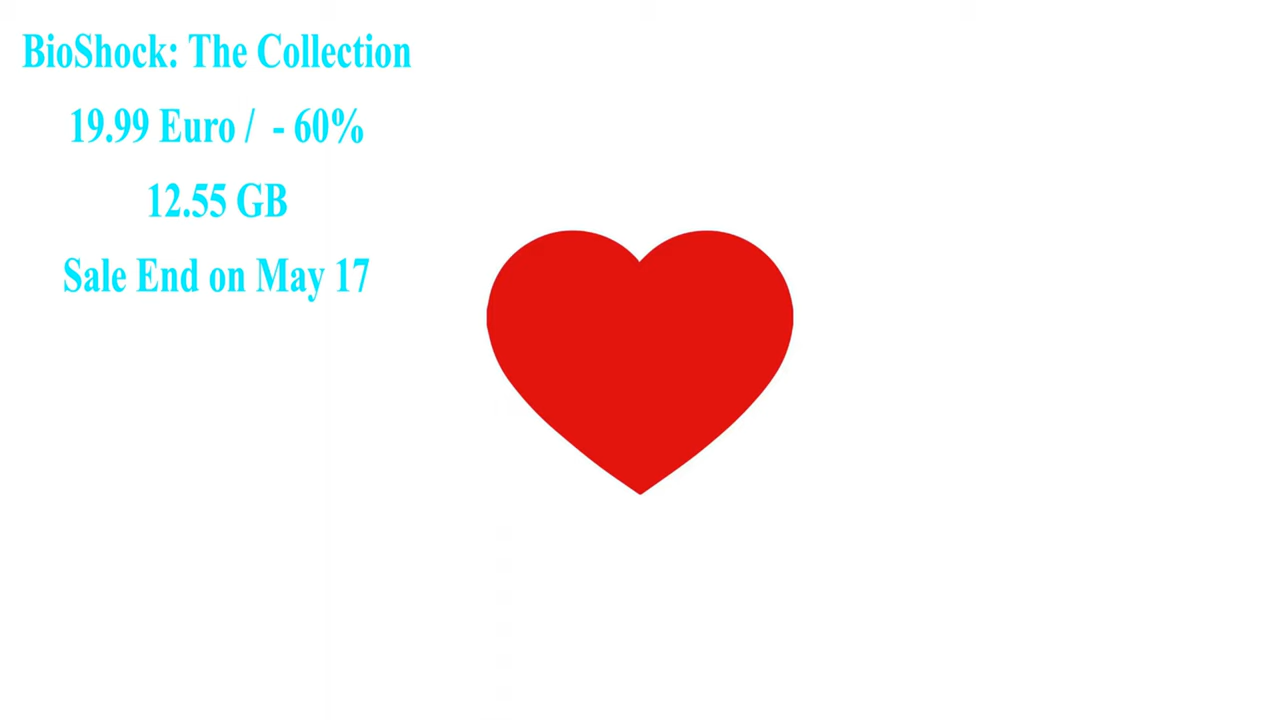 BioShock: The Collection
19.99 Euro /  - 60%
12.55 GB
Sale End on May 17